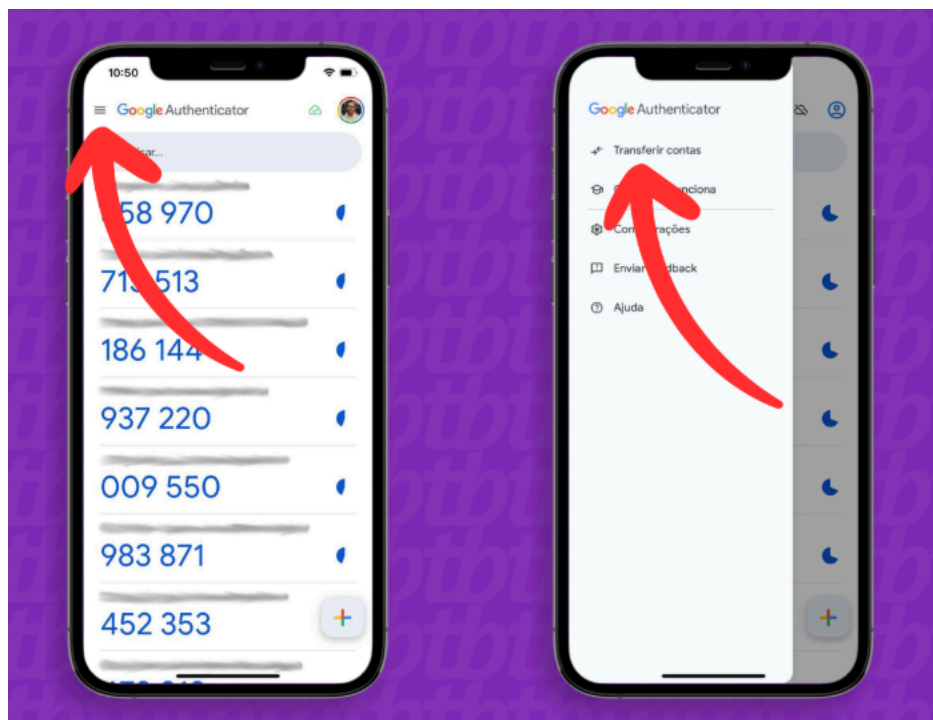 10:50
Google Authenticator
58 970
713 513
186 144
937 220
009 550
983 871
452 353
Google Authenticator
Transferir contas
Configurações
Enviar feedback
Ajuda